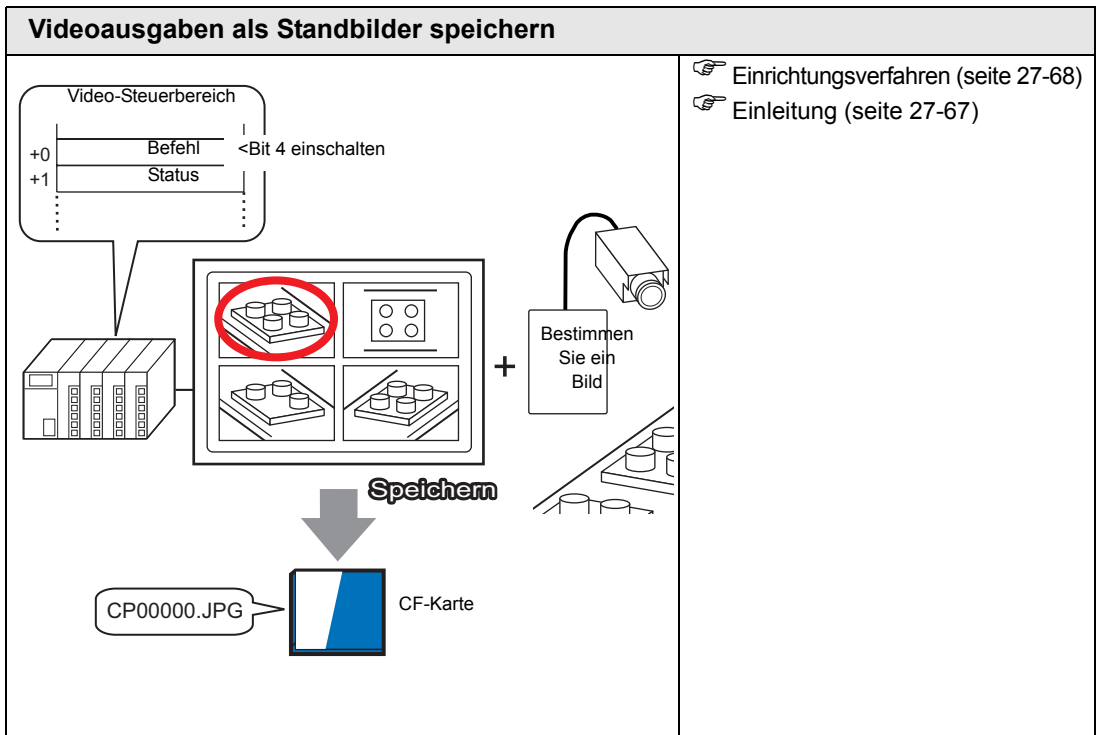 Videoausgaben als Standbilder speichern
Video-Steuerbereich
+0 Befehl <Bit 4 einschalten
+1 Status
Bestimmen
Sie ein
Bild
+
Speichern
CP00000.JPG
CF-Karte
Einrichtungsverfahren (seite 27-68)
Einleitung (seite 27-67)